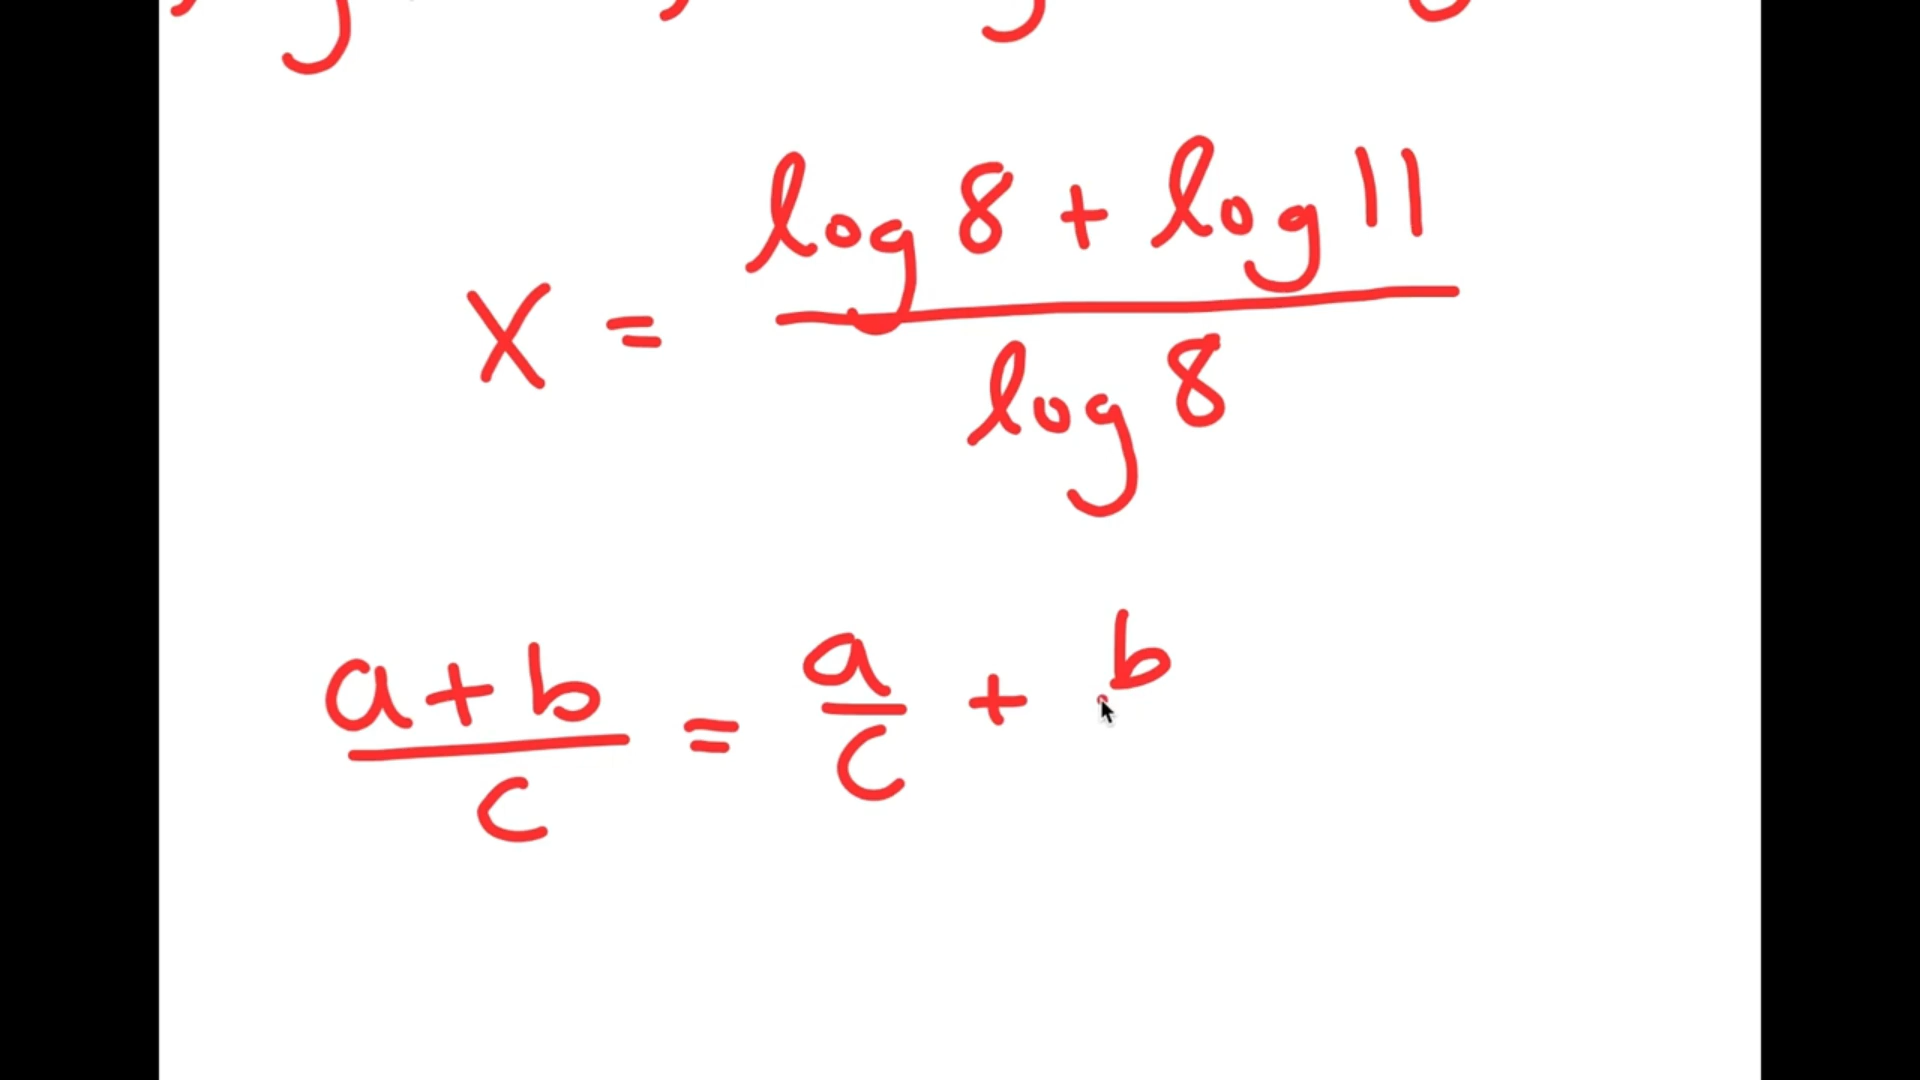 x = (log 8 + log 11) / log 8
(a + b) / c = a / c + b